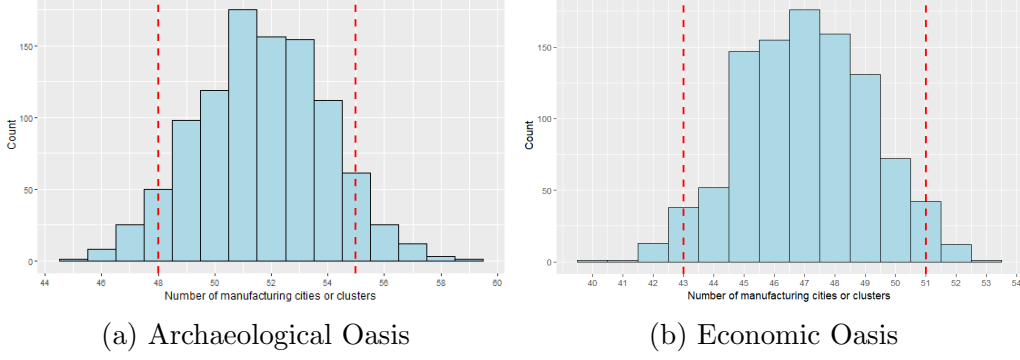 150
100
50
0
Count
44 46 48 50 52 54 56 58 60
Number of manufacturing cities or clusters
(a) Archaeological Oasis
150
100
50
0
Count
40 41 42 43 44 45 46 47 48 49 50 51 52 53 54
Number of manufacturing cities or clusters
(b) Economic Oasis